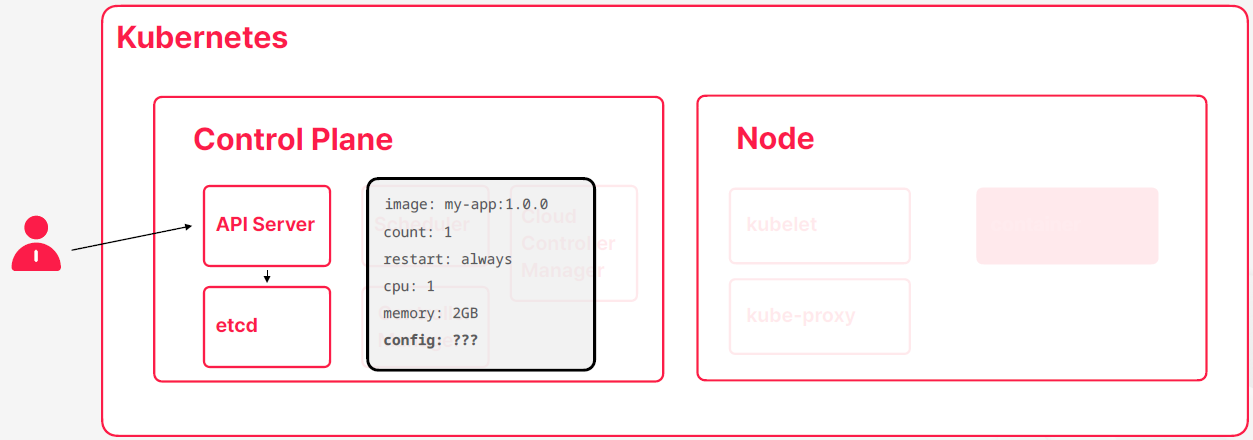 Kubernetes
Control Plane
API Server
etcd
Scheduler
Cloud
Controller
Manager
image: my-app:1.0.0
count: 1
restart: always
cpu: 1
memory: 2GB
config: ???
Node
kubelet
kube-proxy